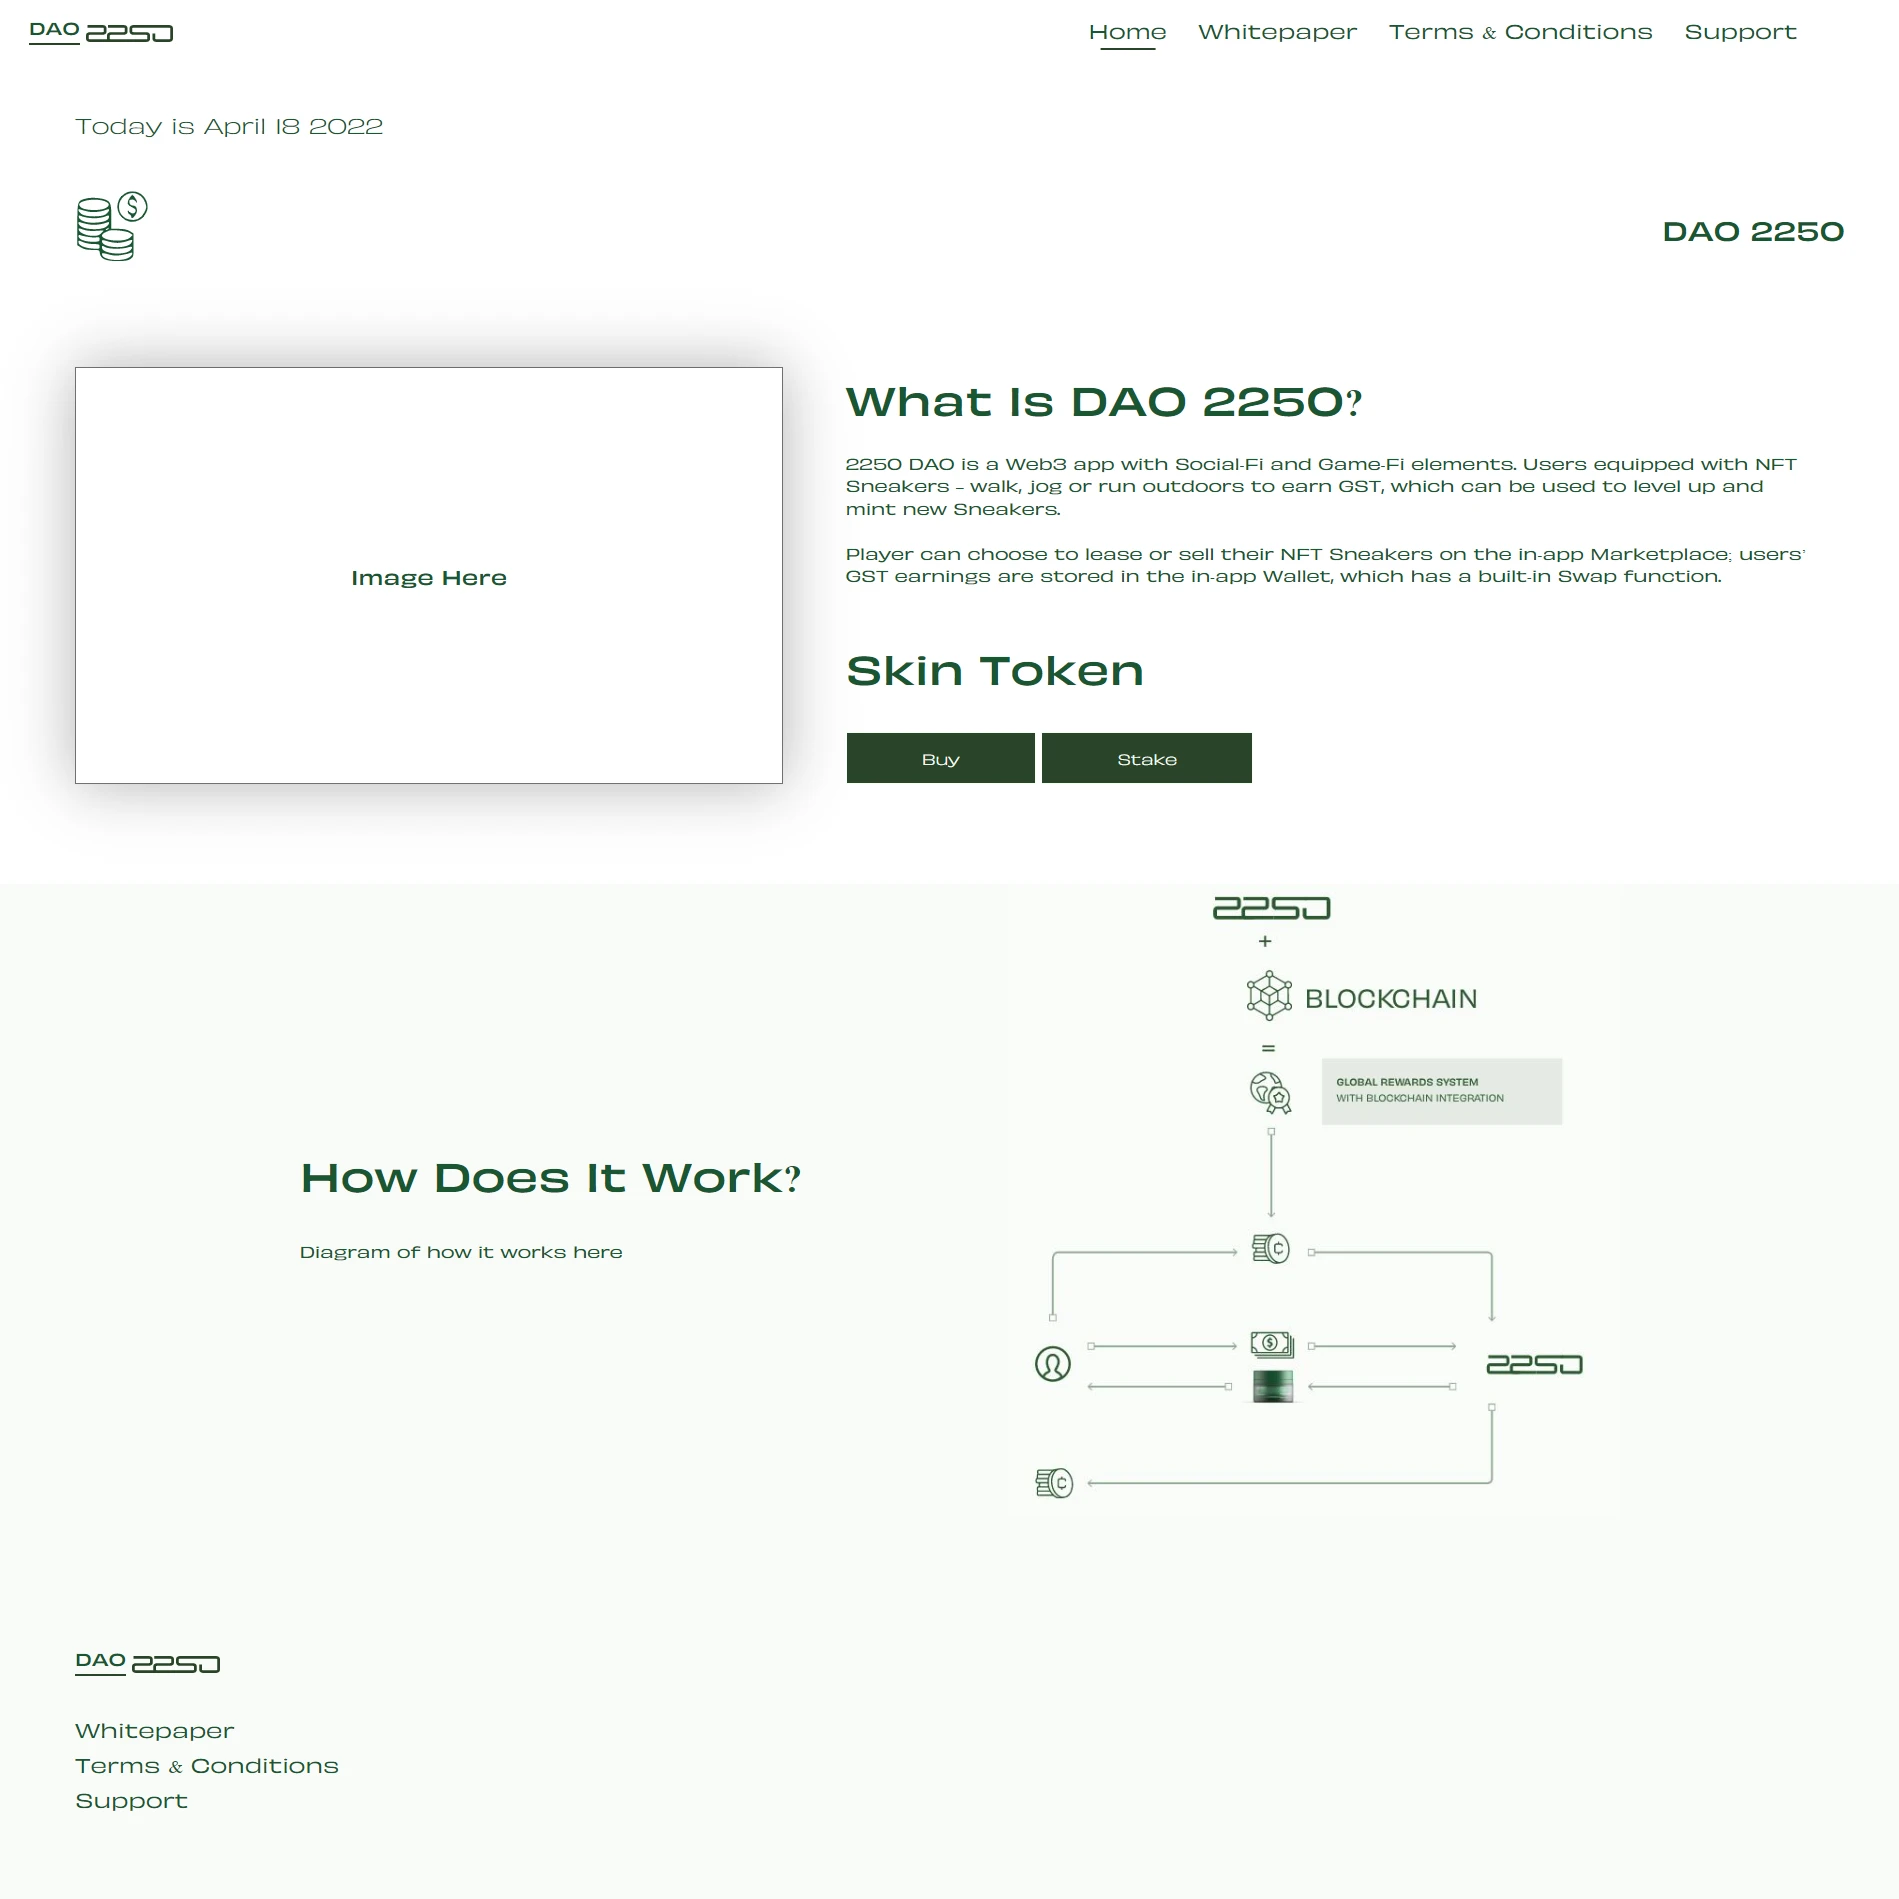 DAO 2250
Home Whitepaper Terms & Conditions Support
Today is April 18 2022
DAO 2250
What Is DAO 2250?
2250 DAO is a Web3 app with Social-Fi and Game-Fi elements. Users equipped with NFT
Sneakers – walk, jog or run outdoors to earn GST, which can be used to level up and
mint new Sneakers.
Player can choose to lease or sell their NFT Sneakers on the in-app Marketplace; users'
GST earnings are stored in the in-app Wallet, which has a built-in Swap function.
Image Here
Skin Token
Buy Stake
2250
+
BLOCKCHAIN
=
GLOBAL REWARDS SYSTEM
WITH BLOCKCHAIN INTEGRATION
How Does It Work?
Diagram of how it works here
2250
DAO 2250
Whitepaper
Terms & Conditions
Support